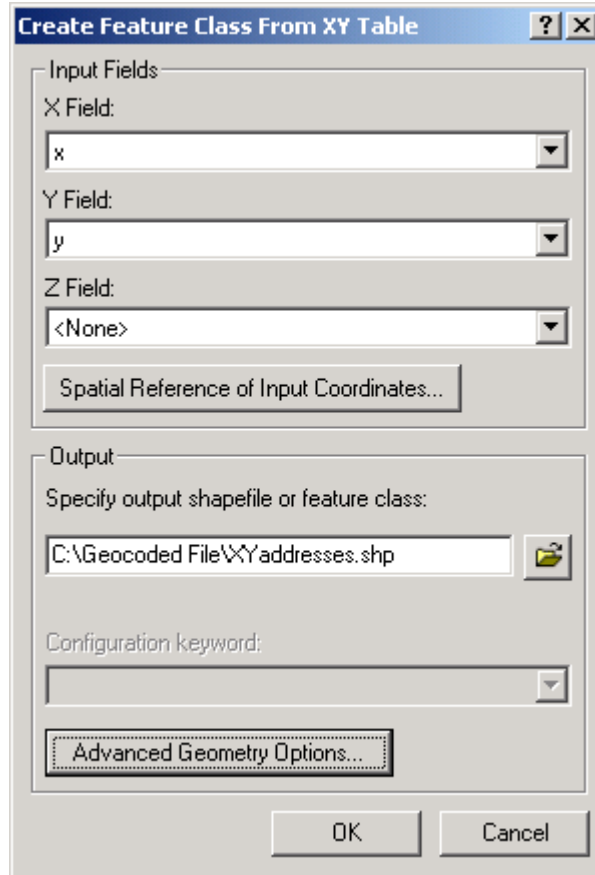 Create Feature Class From XY Table
Input Fields
X Field:
x
Y Field:
y
Z Field:
<None>
Spatial Reference of Input Coordinates...
Output
Specify output shapefile or feature class:
C:\Geocoded File\XYaddresses.shp
Configuration keyword:
Advanced Geometry Options...
OK Cancel